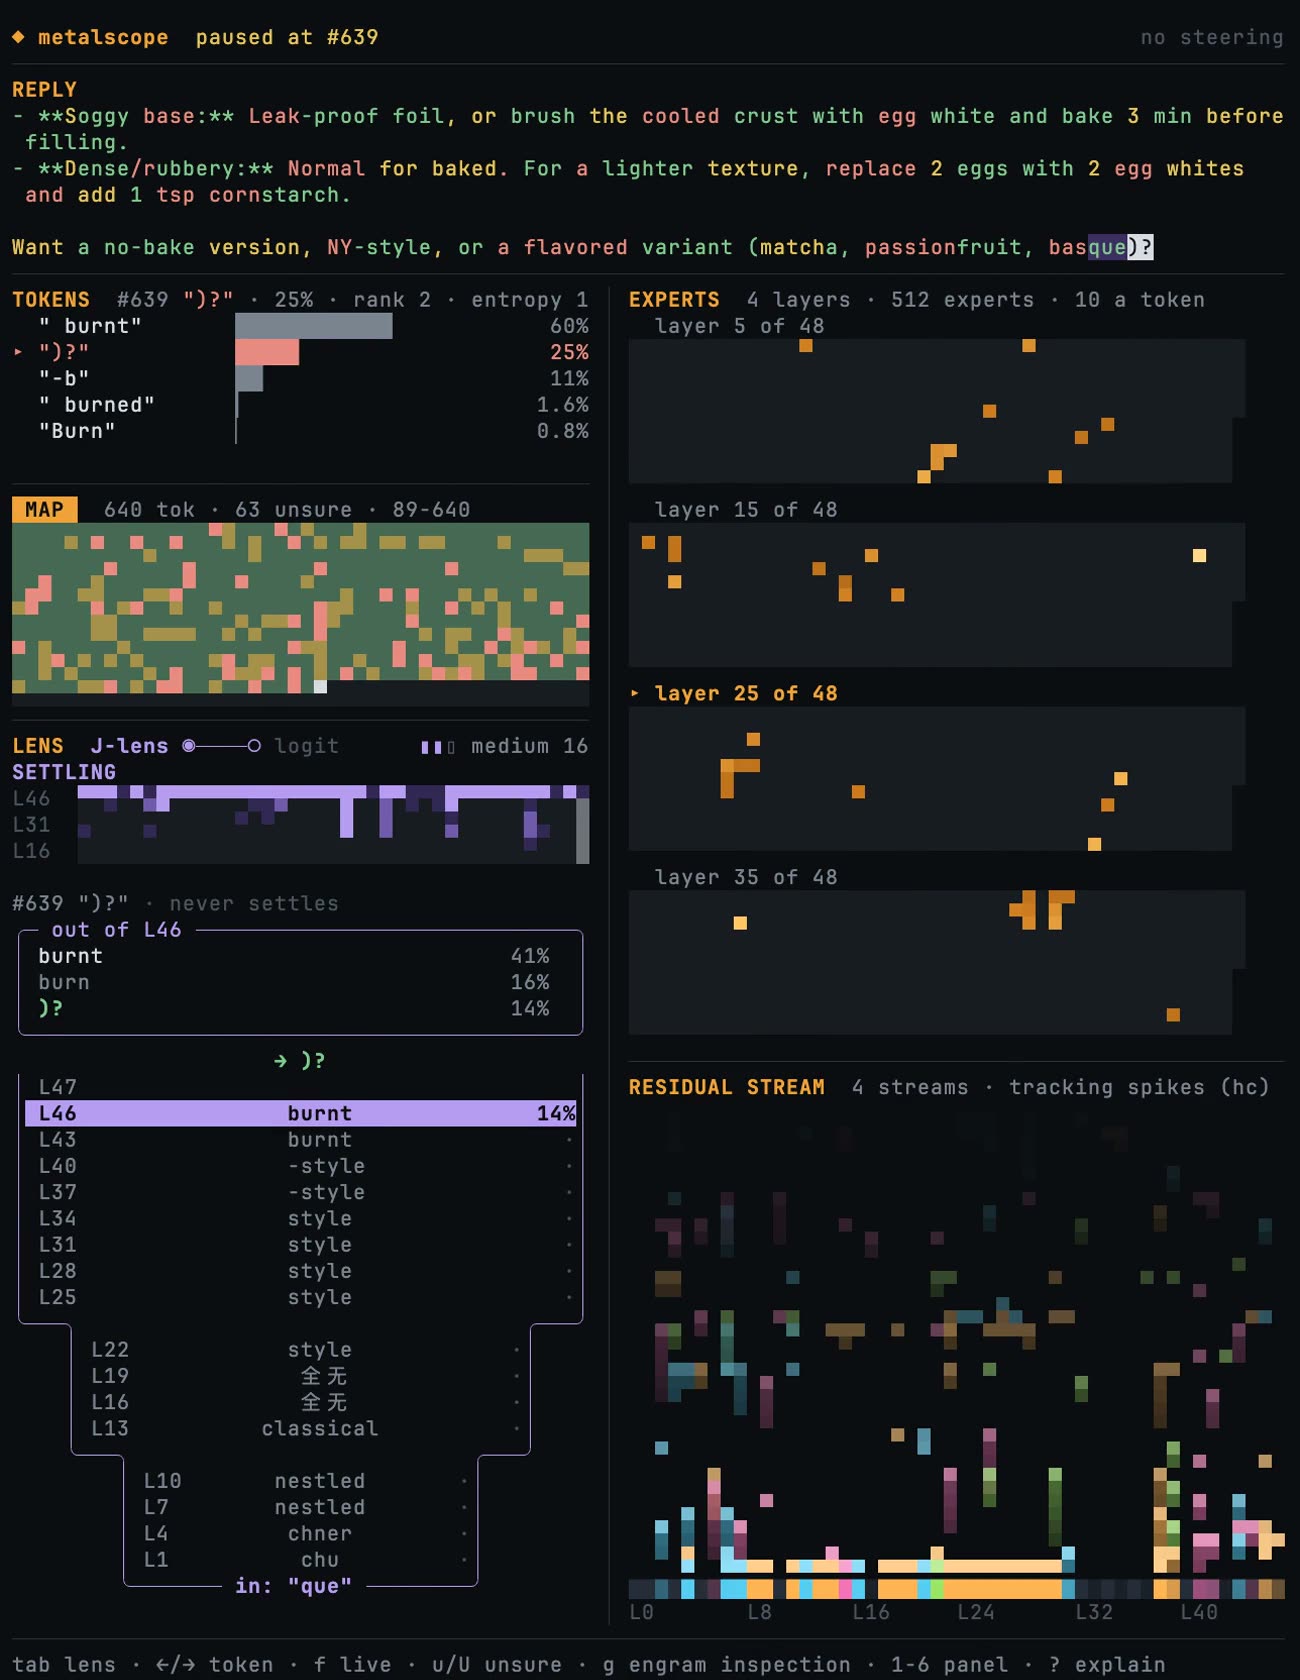 ◆ metalscope paused at #639 no steering
REPLY
- **Soggy base:** Leak-proof foil, or brush the cooled crust with egg white and bake 3 min before
filling.
- **Dense/rubbery:** Normal for baked. For a lighter texture, replace 2 eggs with 2 egg whites
and add 1 tsp cornstarch.
Want a no-bake version, NY-style, or a flavored variant (matcha, passionfruit, basque)?
TOKENS #639 ")?" · 25% · rank 2 · entropy 1
" burnt" 60%
▸ ")?" 25%
"-b" 11%
" burned" 1.6%
"Burn" 0.8%
MAP 640 tok · 63 unsure · 89-640
LENS J-lens logit medium 16
SETTLING
L46
L31
L16
#639 ")?" · never settles
out of L46
burnt 41%
burn 16%
)? 14%
→ )?
L47
L46 burnt 14%
L43 burnt ·
L40 -style ·
L37 -style ·
L34 style ·
L31 style ·
L28 style ·
L25 style ·
L22 style ·
L19 全无 ·
L16 全无 ·
L13 classical ·
L10 nestled ·
L7 nestled ·
L4 chner ·
L1 chu ·
in: "que"
EXPERTS 4 layers · 512 experts · 10 a token
layer 5 of 48
layer 15 of 48
▸ layer 25 of 48
layer 35 of 48
RESIDUAL STREAM 4 streams · tracking spikes (hc)
L0 L8 L16 L24 L32 L40
tab lens · ←/→ token · f live · u/U unsure · g engram inspection · 1-6 panel · ? explain